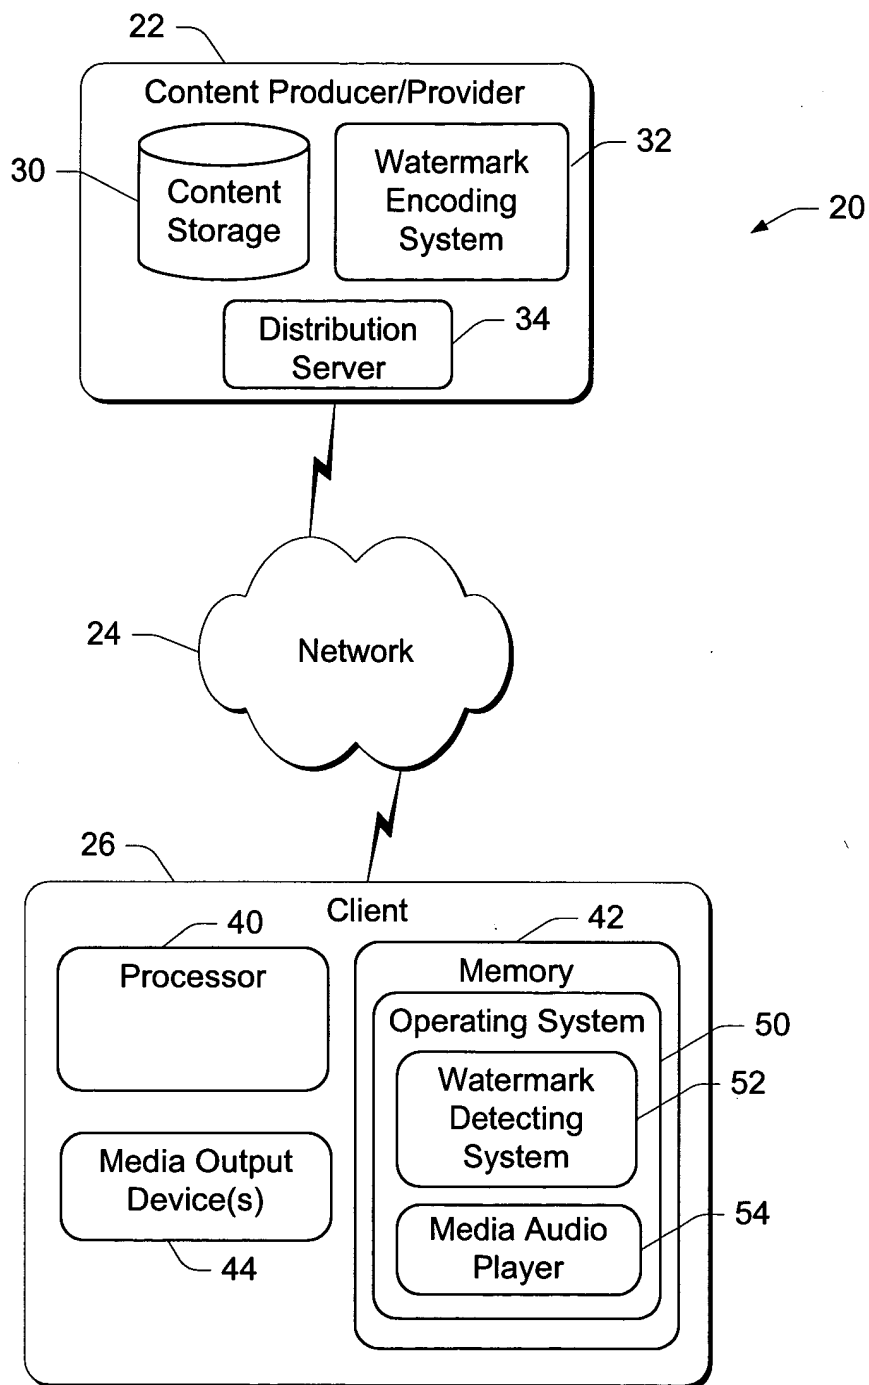 22
Content Producer/Provider
30
Content
Storage
Watermark
Encoding
System
32
20
Distribution
Server
34
24
Network
26
Client
40
Processor
42
Memory
Operating System
50
Watermark
Detecting
System
52
Media Output
Device(s)
44
Media Audio
Player
54